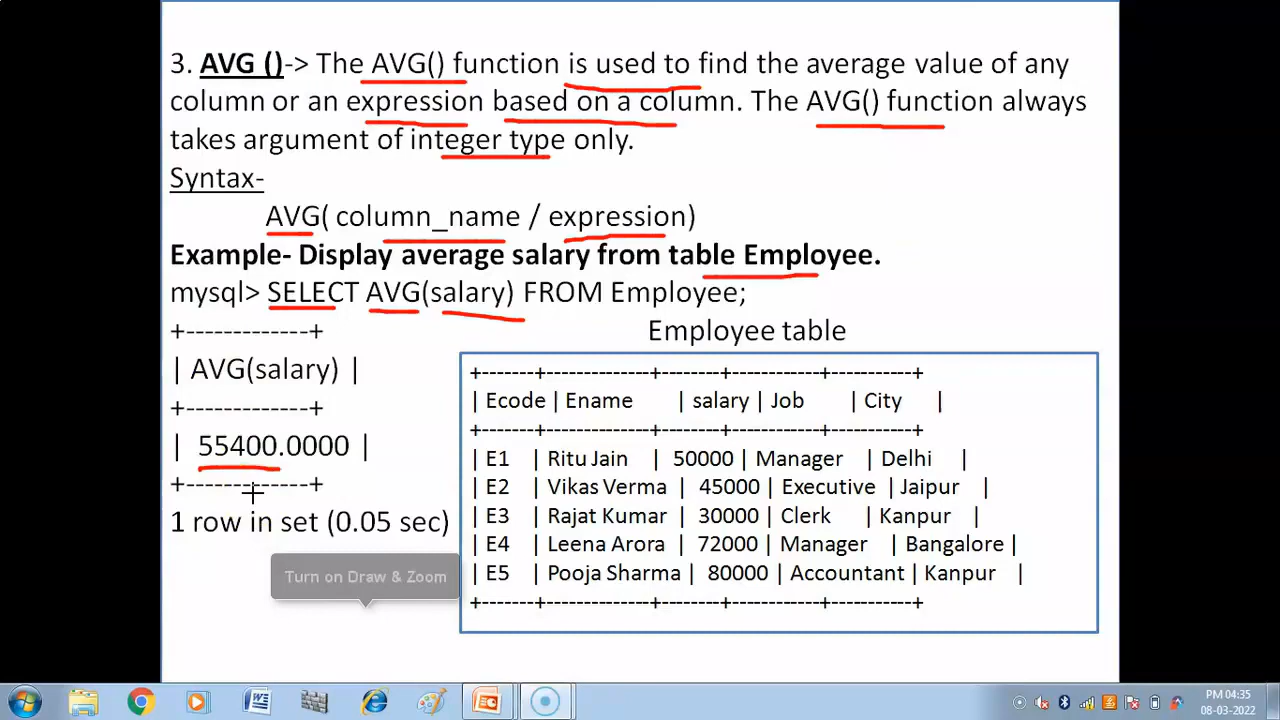 3. AVG ()-> The AVG() function is used to find the average value of any
column or an expression based on a column. The AVG() function always
takes argument of integer type only.
Syntax-
AVG( column_name / expression)
Example- Display average salary from table Employee.
mysql> SELECT AVG(salary) FROM Employee;
+-------------+
| AVG(salary) |
+-------------+
| 55400.0000 |
+-------------+
1 row in set (0.05 sec)
Turn on Draw & Zoom
Employee table
+-------+-------------+-------+-----------+-----------+
| Ecode | Ename | salary | Job | City |
+-------+-------------+-------+-----------+-----------+
| E1 | Ritu Jain | 50000 | Manager | Delhi |
| E2 | Vikas Verma | 45000 | Executive | Jaipur |
| E3 | Rajat Kumar | 30000 | Clerk | Kanpur |
| E4 | Leena Arora | 72000 | Manager | Bangalore |
| E5 | Pooja Sharma | 80000 | Accountant | Kanpur |
+-------+-------------+-------+-----------+-----------+
PM 04:35
08-03-2022